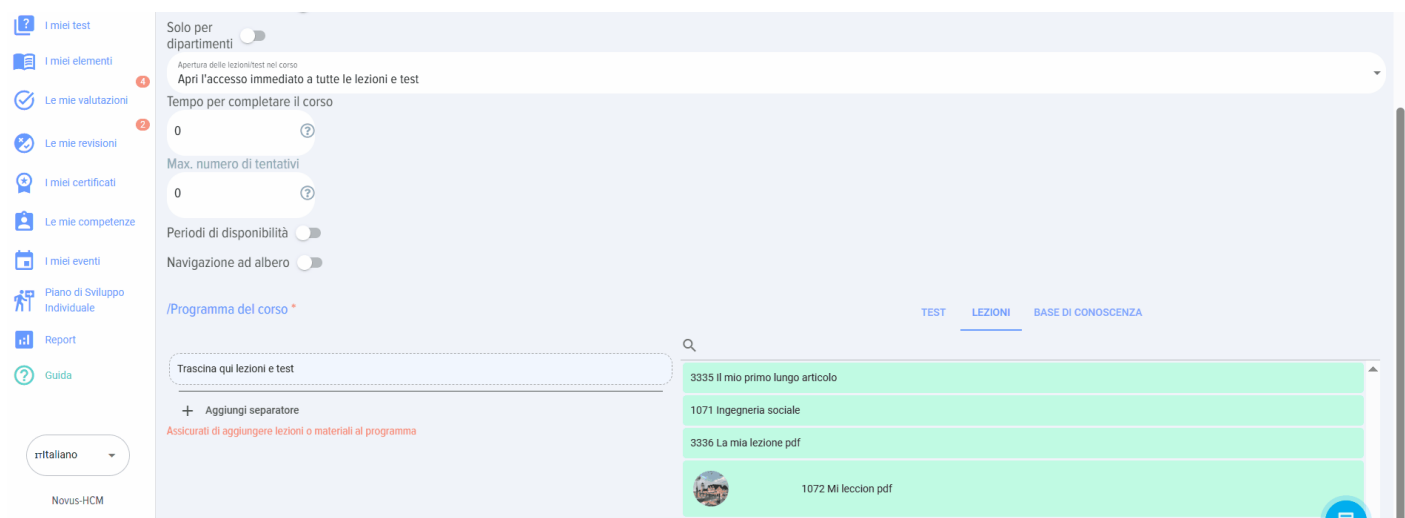 I miei test
I miei elementi
4
Le mie valutazioni
2
Le mie revisioni
I miei certificati
Le mie competenze
I miei eventi
Piano di Sviluppo
Individuale
Report
Guida
ITItaliano
Novus-HCM
Solo per
dipartimenti
Apertura delle lezioni/test nel corso
Apri l'accesso immediato a tutte le lezioni e test
Tempo per completare il corso
0
Max. numero di tentativi
0
Periodi di disponibilità
Navigazione ad albero
/Programma del corso *
Trascina qui lezioni e test
+ Aggiungi separatore
Assicurati di aggiungere lezioni o materiali al programma
TEST LEZIONI BASE DI CONOSCENZA
3335 Il mio primo lungo articolo
1071 Ingegneria sociale
3336 La mia lezione pdf
1072 Mi leccion pdf